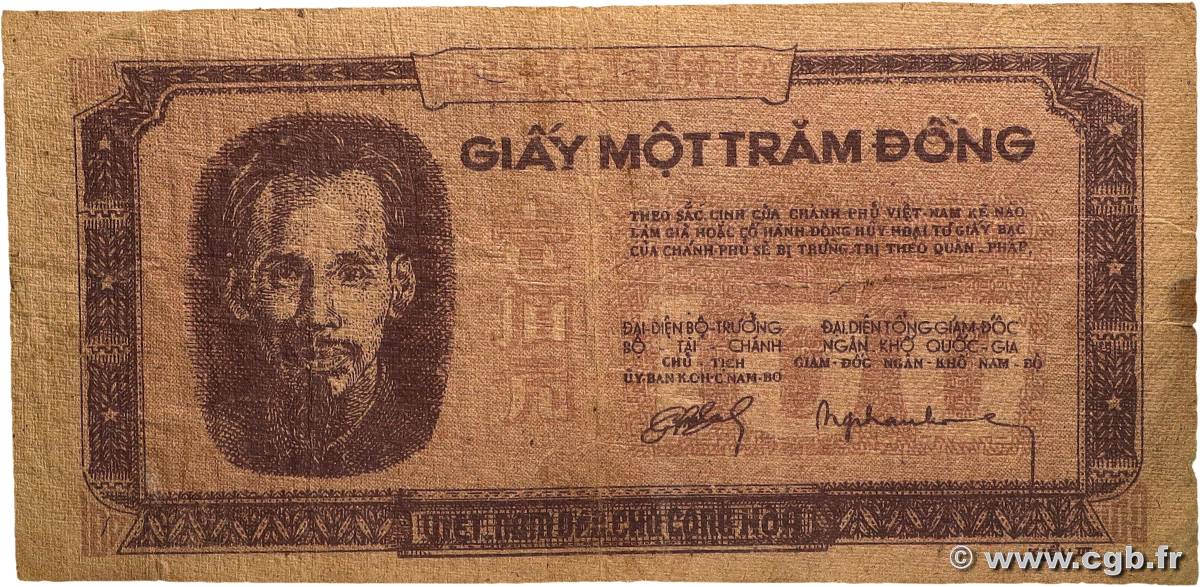 GIẤY MỘT TRĂM ĐỒNG
THEO SẮC LINH CỦA CHÁNH PHỦ VIỆT-NAM KẺ NÀO
LÀM GIẢ HOẶC CỐ HÀNH ĐỘNG HỦY HOẠI TỜ GIẤY BẠC
CỦA CHÁNH-PHỦ SẼ BỊ TRỪNG TRỊ THEO QUÂN-PHÁP.
ĐẠI DIỆN BỘ-TRƯỞNG
BỘ TÀI-CHÁNH
CHỦ-TỊCH
ỦY-BAN K.C.H-C NAM-BỘ
ĐẠI DIỆN TỔNG GIÁM-ĐỐC
NGÂN KHỐ QUỐC-GIA
GIÁM-ĐỐC NGÂN-KHỐ NAM-BỘ
VIỆT NAM DÂN CHỦ CỘNG HÒA
© www.cgb.fr